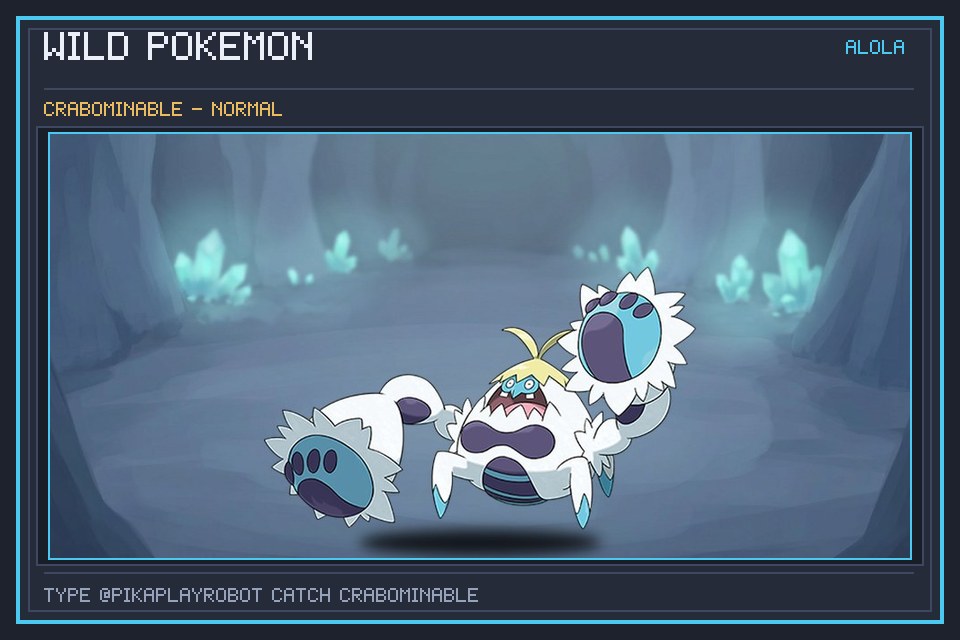 WILD POKEMON
ALOLA
CRABOMINABLE - NORMAL
TYPE @PIKAPLAYROBOT CATCH CRABOMINABLE